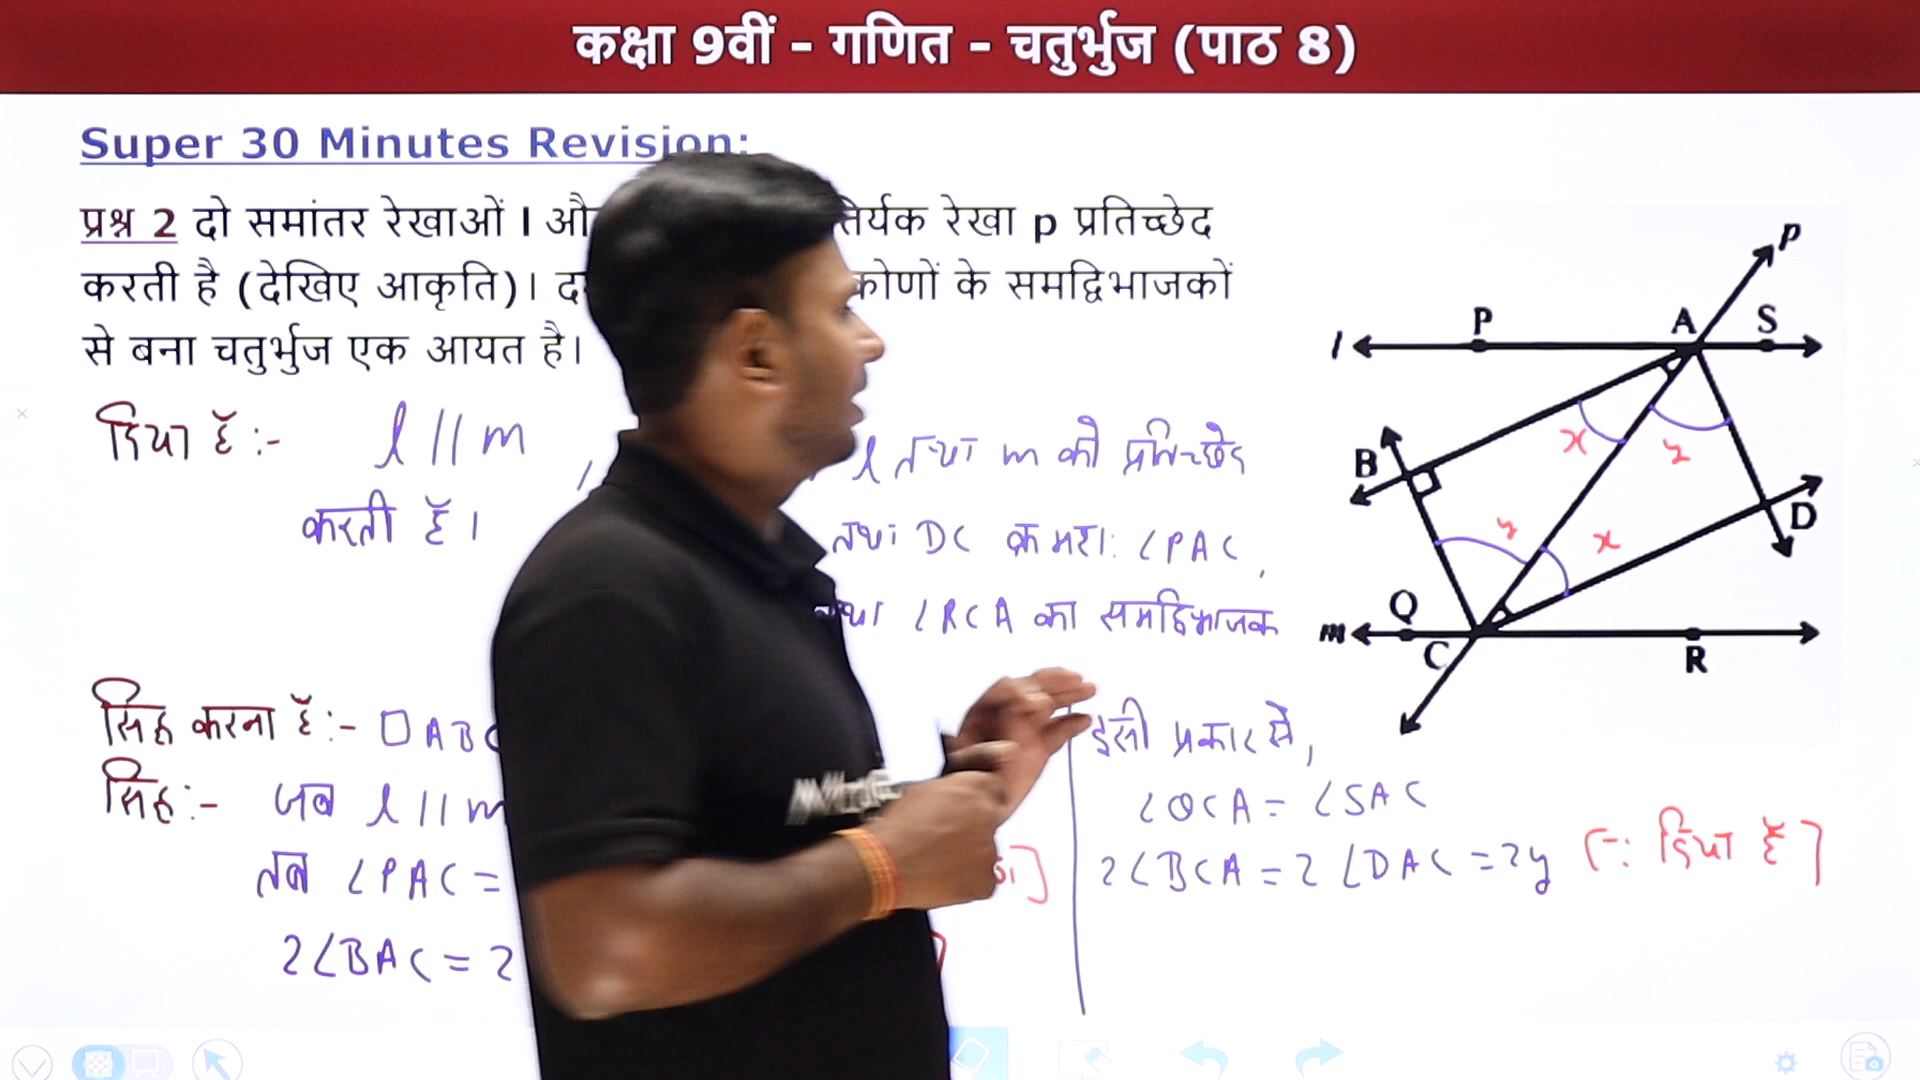 कक्षा 9वीं - गणित - चतुर्भुज (पाठ 8)
Super 30 Minutes Revision:
प्रश्न 2 दो समांतर रेखाओं l औ तिर्यक रेखा p प्रतिच्छेद
करती है (देखिए आकृति)। कोणों के समद्विभाजकों
से बना चतुर्भुज एक आयत है।
दिया है :- l || m , l तथा m को प्रतिच्छेद
करती है।
तथा DC क्रमशः ∠PAC,
तथा ∠RCA का समद्विभाजक
सिद्ध करना है :- □ ABC
सिद्ध :- जब l || m
तब ∠PAC =
2∠BAC = 2
इसी प्रकार से,
∠QCA = ∠SAC
2∠BCA = 2∠DAC = 2y [∵ दिया है]
p
l P A S
x y
B
y x
D
Q
m C R